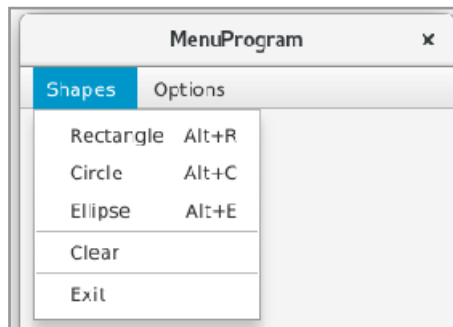 MenuProgram ×
Shapes Options
Rectangle Alt+R
Circle Alt+C
Ellipse Alt+E
Clear
Exit